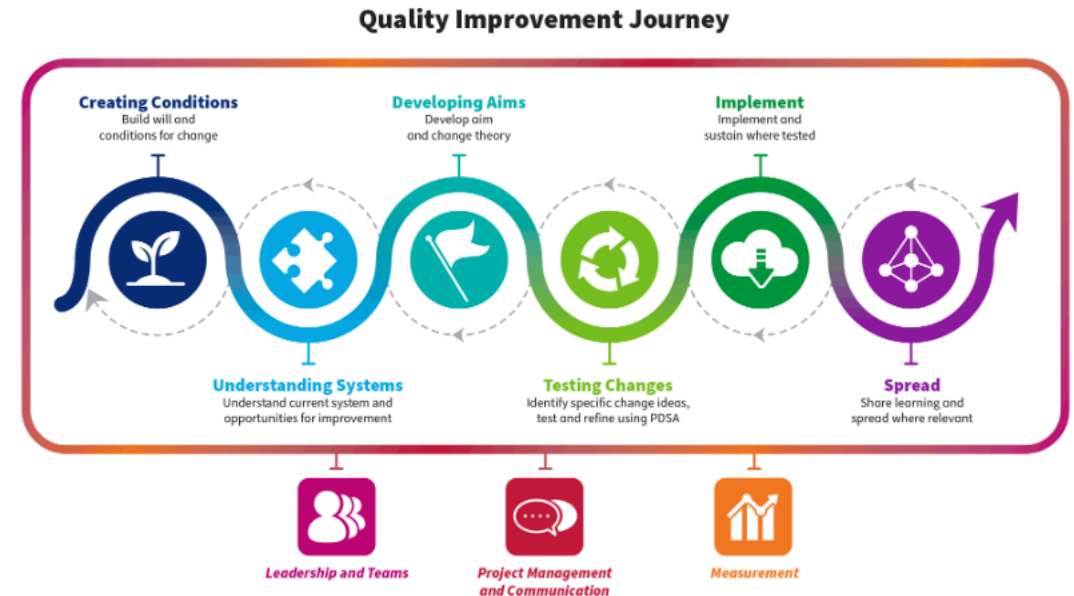 Quality Improvement Journey
Creating Conditions
Build will and
conditions for change
Developing Aims
Develop aim
and change theory
Implement
Implement and
sustain where tested
Understanding Systems
Understand current system and
opportunities for improvement
Testing Changes
Identify specific change ideas,
test and refine using PDSA
Spread
Share learning and
spread where relevant
Leadership and Teams
Project Management
and Communication
Measurement